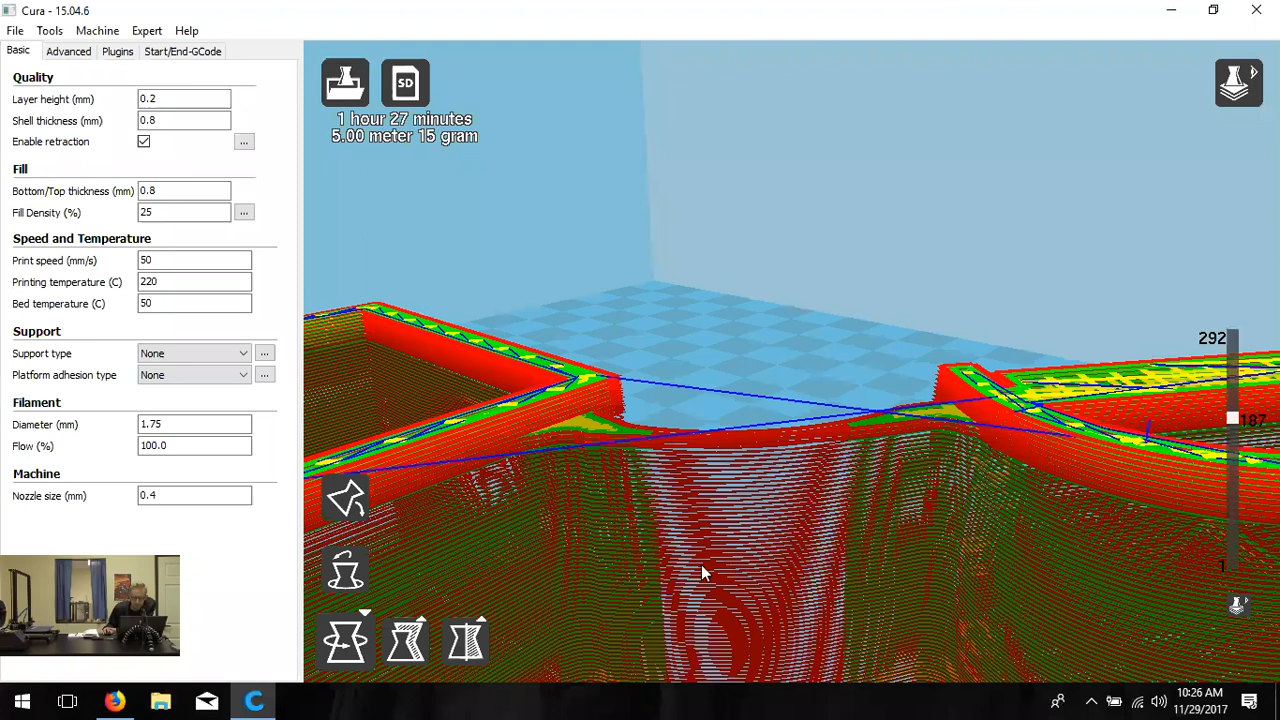 Cura - 15.04.6
File Tools Machine Expert Help
Basic Advanced Plugins Start/End-GCode
Quality
Layer height (mm) 0.2
Shell thickness (mm) 0.8
Enable retraction ...
Fill
Bottom/Top thickness (mm) 0.8
Fill Density (%) 25 ...
Speed and Temperature
Print speed (mm/s) 50
Printing temperature (C) 220
Bed temperature (C) 50
Support
Support type None ...
Platform adhesion type None ...
Filament
Diameter (mm) 1.75
Flow (%) 100.0
Machine
Nozzle size (mm) 0.4
SD
1 hour 27 minutes
5.00 meter 15 gram
292
187
1
10:26 AM
11/29/2017